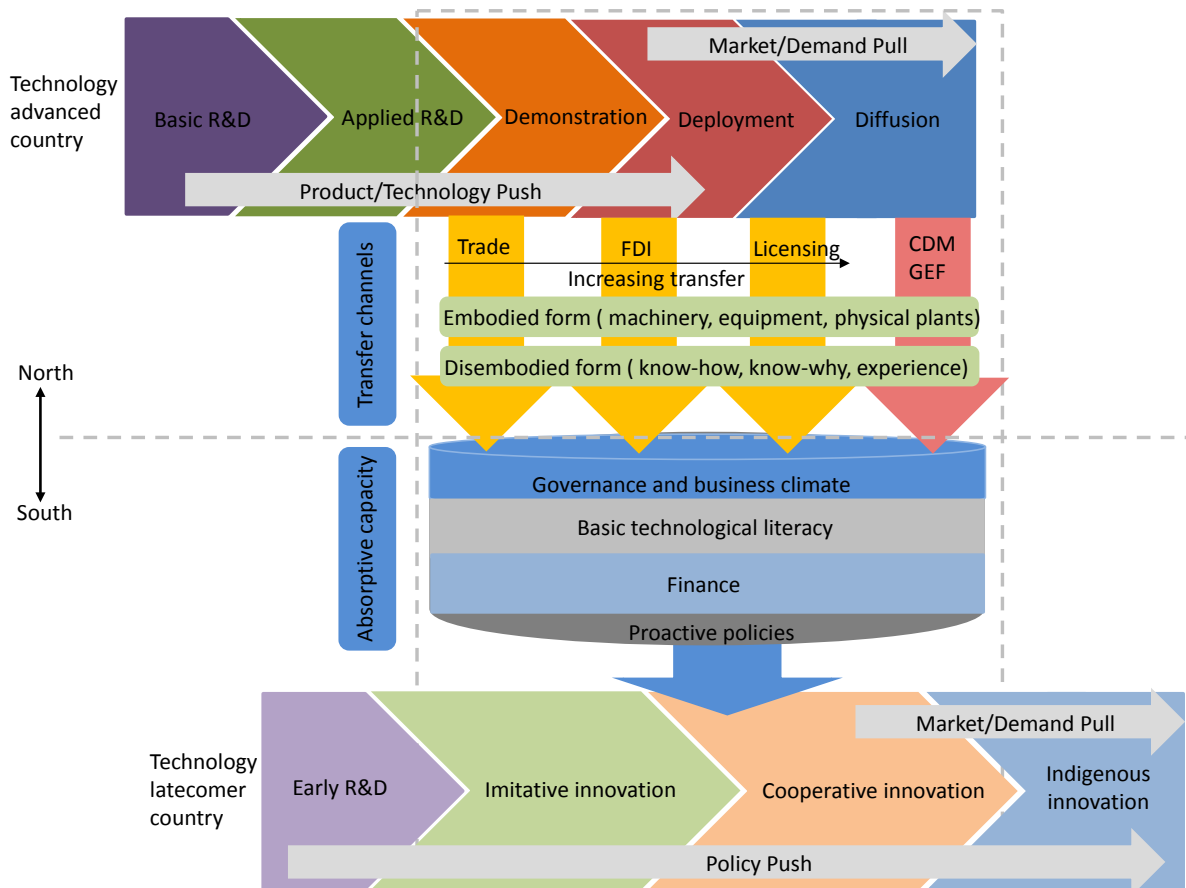 Market/Demand Pull
Technology
advanced
country
Basic R&D
Applied R&D
Demonstration
Deployment
Diffusion
Product/Technology Push
Transfer channels
Trade
FDI
Licensing
CDM
GEF
Increasing transfer
Embodied form ( machinery, equipment, physical plants)
Disembodied form ( know-how, know-why, experience)
North
South
Absorptive capacity
Governance and business climate
Basic technological literacy
Finance
Proactive policies
Market/Demand Pull
Technology
latecomer
country
Early R&D
Imitative innovation
Cooperative innovation
Indigenous
innovation
Policy Push